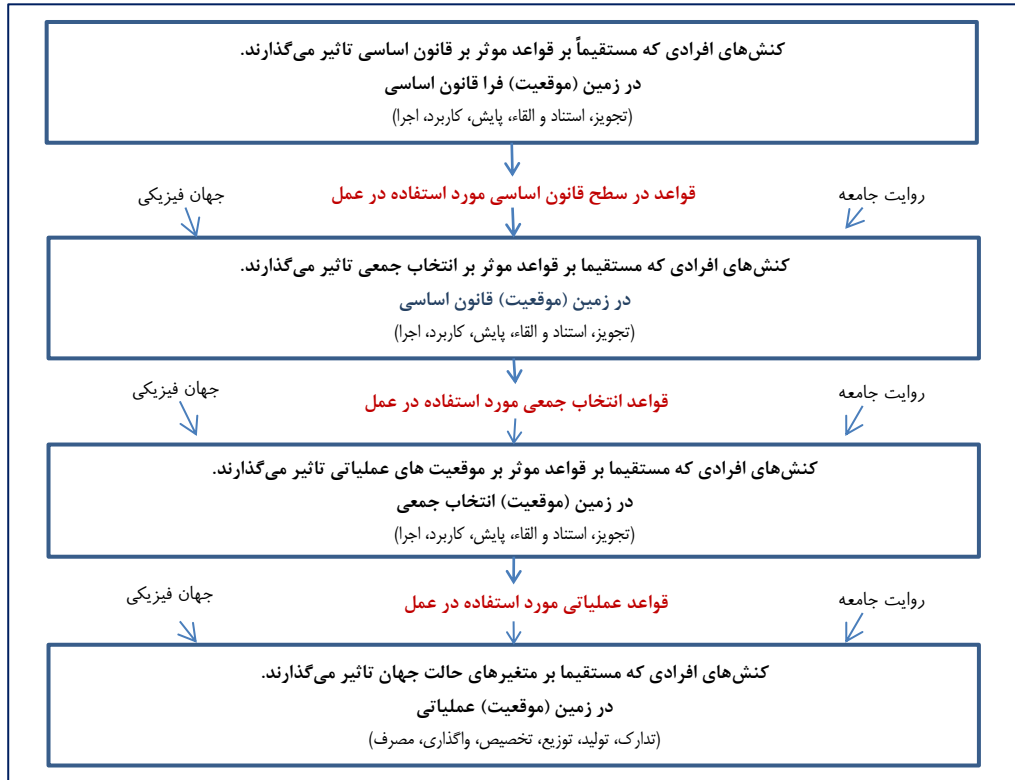 کنش‌های افرادی که مستقیماً بر قواعد موثر بر قانون اساسی تاثیر می‌گذارند.
در زمین (موقعیت) فرا قانون اساسی
(تجویز، استناد و القاء، پایش، کاربرد، اجرا)
روایت جامعه
قواعد در سطح قانون اساسی مورد استفاده در عمل
جهان فیزیکی
کنش‌های افرادی که مستقیما بر قواعد موثر بر انتخاب جمعی تاثیر می‌گذارند.
در زمین (موقعیت) قانون اساسی
(تجویز، استناد و القاء، پایش، کاربرد، اجرا)
روایت جامعه
قواعد انتخاب جمعی مورد استفاده در عمل
جهان فیزیکی
کنش‌های افرادی که مستقیما بر قواعد موثر بر موقعیت های عملیاتی تاثیر می‌گذارند.
در زمین (موقعیت) انتخاب جمعی
(تجویز، استناد و القاء، پایش، کاربرد، اجرا)
روایت جامعه
قواعد عملیاتی مورد استفاده در عمل
جهان فیزیکی
کنش‌های افرادی که مستقیما بر متغیرهای حالت جهان تاثیر می‌گذارند.
در زمین (موقعیت) عملیاتی
(تدارک، تولید، توزیع، تخصیص، واگذاری، مصرف)